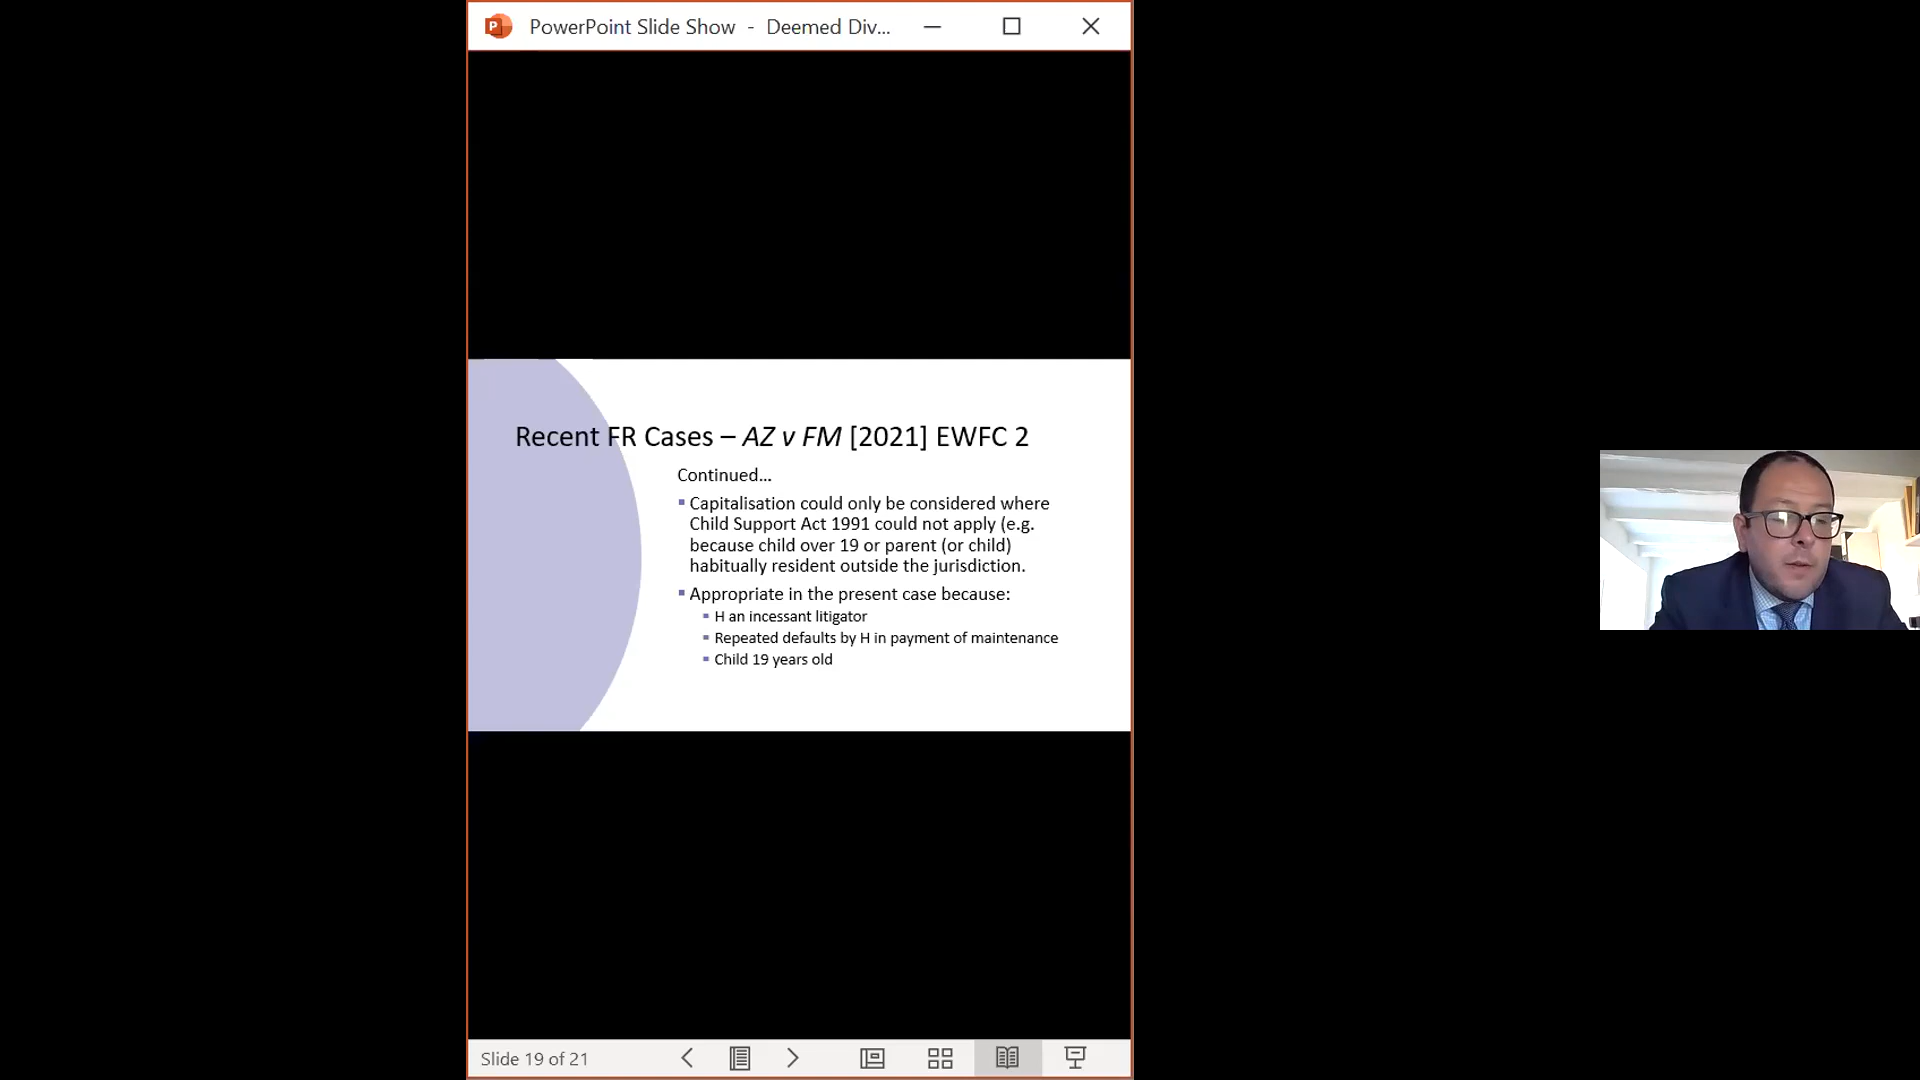 PowerPoint Slide Show - Deemed Div...
Recent FR Cases – AZ v FM [2021] EWFC 2
Continued...
Capitalisation could only be considered where
Child Support Act 1991 could not apply (e.g.
because child over 19 or parent (or child)
habitually resident outside the jurisdiction.
Appropriate in the present case because:
H an incessant litigator
Repeated defaults by H in payment of maintenance
Child 19 years old
Slide 19 of 21